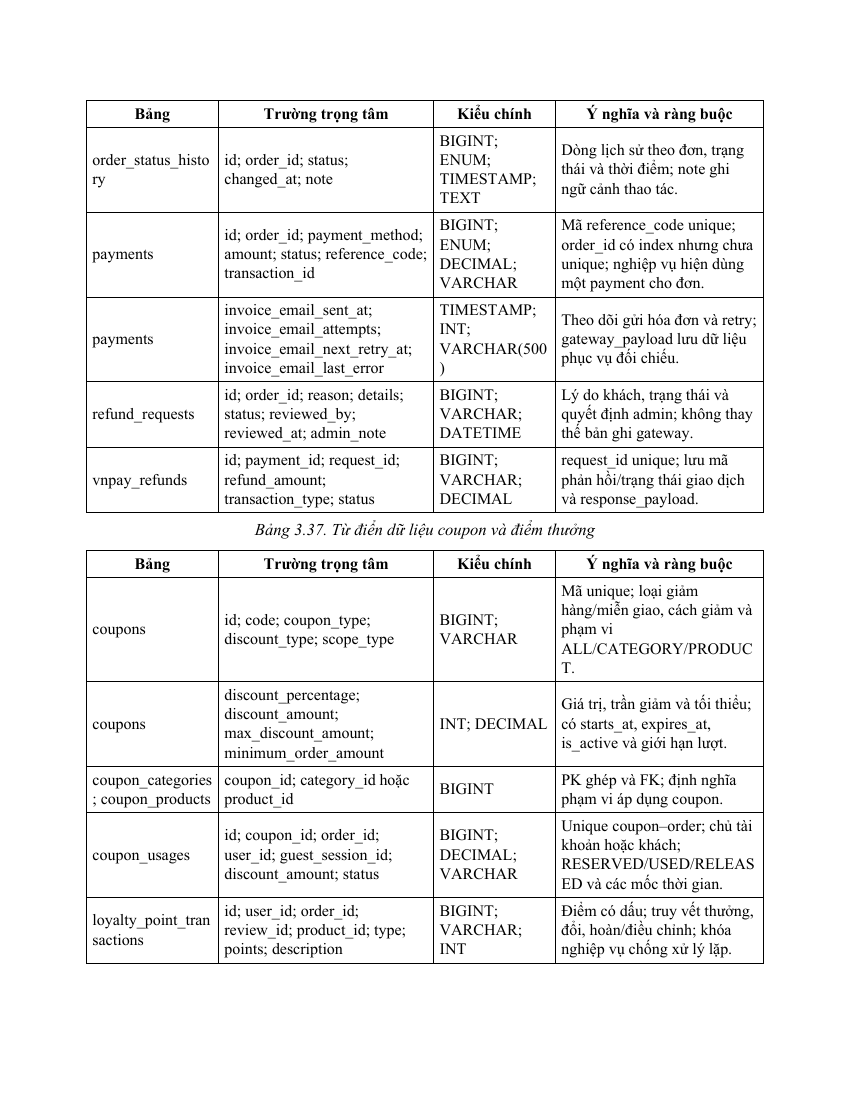 Bảng Trường trọng tâm Kiểu chính Ý nghĩa và ràng buộc
order_status_histo
ry
id; order_id; status;
changed_at; note
BIGINT;
ENUM;
TIMESTAMP;
TEXT
Dòng lịch sử theo đơn, trạng
thái và thời điểm; note ghi
ngữ cảnh thao tác.
payments
id; order_id; payment_method;
amount; status; reference_code;
transaction_id
BIGINT;
ENUM;
DECIMAL;
VARCHAR
Mã reference_code unique;
order_id có index nhưng chưa
unique; nghiệp vụ hiện dùng
một payment cho đơn.
payments
invoice_email_sent_at;
invoice_email_attempts;
invoice_email_next_retry_at;
invoice_email_last_error
TIMESTAMP;
INT;
VARCHAR(500
)
Theo dõi gửi hóa đơn và retry;
gateway_payload lưu dữ liệu
phục vụ đối chiếu.
refund_requests
id; order_id; reason; details;
status; reviewed_by;
reviewed_at; admin_note
BIGINT;
VARCHAR;
DATETIME
Lý do khách, trạng thái và
quyết định admin; không thay
thế bản ghi gateway.
vnpay_refunds
id; payment_id; request_id;
refund_amount;
transaction_type; status
BIGINT;
VARCHAR;
DECIMAL
request_id unique; lưu mã
phản hồi/trạng thái giao dịch
và response_payload.
Bảng 3.37. Từ điển dữ liệu coupon và điểm thưởng
Bảng Trường trọng tâm Kiểu chính Ý nghĩa và ràng buộc
coupons
id; code; coupon_type;
discount_type; scope_type
BIGINT;
VARCHAR
Mã unique; loại giảm
hàng/miễn giao, cách giảm và
phạm vi
ALL/CATEGORY/PRODUC
T.
coupons
discount_percentage;
discount_amount;
max_discount_amount;
minimum_order_amount
INT; DECIMAL
Giá trị, trần giảm và tối thiểu;
có starts_at, expires_at,
is_active và giới hạn lượt.
coupon_categories
; coupon_products
coupon_id; category_id hoặc
product_id
BIGINT
PK ghép và FK; định nghĩa
phạm vi áp dụng coupon.
coupon_usages
id; coupon_id; order_id;
user_id; guest_session_id;
discount_amount; status
BIGINT;
DECIMAL;
VARCHAR
Unique coupon–order; chủ tài
khoản hoặc khách;
RESERVED/USED/RELEAS
ED và các mốc thời gian.
loyalty_point_tran
sactions
id; user_id; order_id;
review_id; product_id; type;
points; description
BIGINT;
VARCHAR;
INT
Điểm có dấu; truy vết thưởng,
đổi, hoàn/điều chỉnh; khóa
nghiệp vụ chống xử lý lặp.